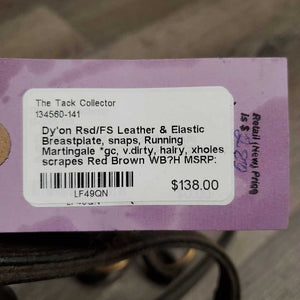 The Tack Collector
134560-141
Dy'on Rsd/FS Leather & Elastic
Breastplate, snaps, Running
Martingale *gc, v.dirty, hairy, xholes
scrapes Red Brown WB?H MSRP:
$138.00
LF49QN
LF49QN
Retail (New) Price
is $